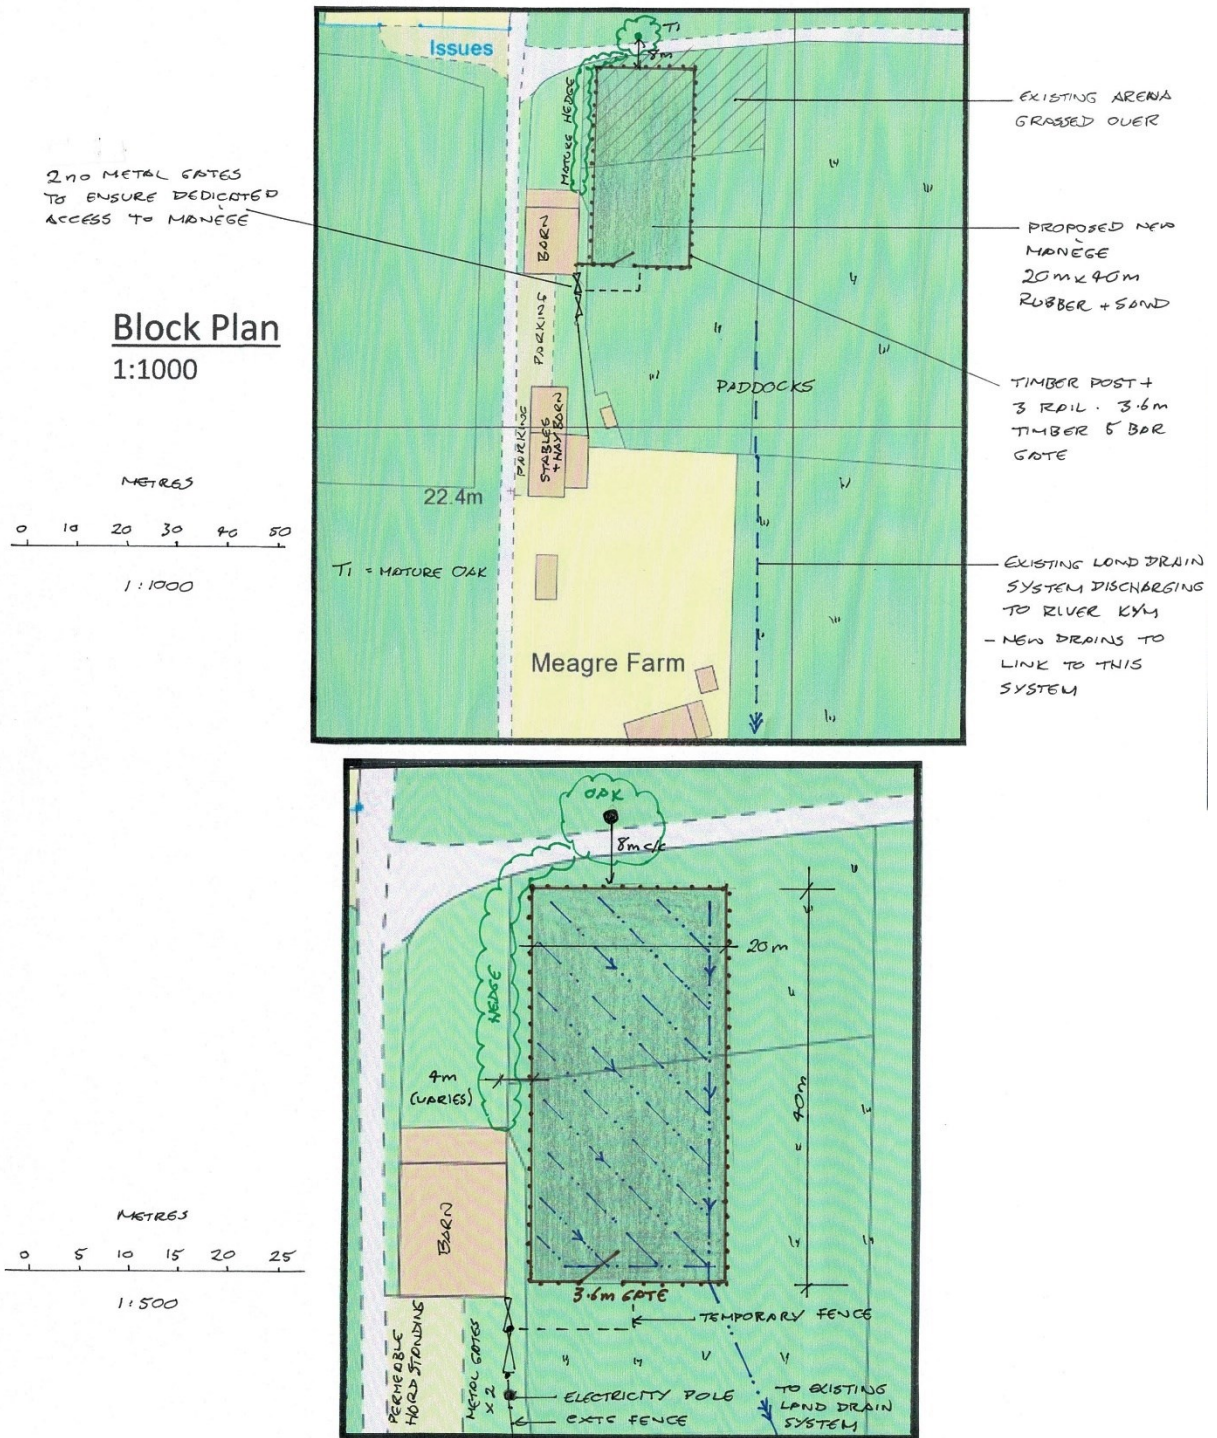 Issues
T1
8m
MATURE HEDGE
EXISTING ARENA
GRASSED OVER
2no METAL GATES
TO ENSURE DEDICATED
ACCESS TO MANÈGE
BARN
PROPOSED NEW
MANÈGE
20m x 40m
RUBBER + SAND
Block Plan
1:1000
PARKING
PADDOCKS
TIMBER POST +
3 RAIL. 3.6m
TIMBER 5 BAR
GATE
PARKING
STABLES
+ HAY BARN
22.4m
METRES
0 10 20 30 40 50
1:1000
T1 = MATURE OAK
EXISTING LAND DRAIN
SYSTEM DISCHARGING
TO RIVER KYM
- NEW DRAINS TO
LINK TO THIS
SYSTEM
Meagre Farm
OAK
8m c/c
20m
HEDGE
4m
(VARIES)
40m
BARN
METRES
0 5 10 15 20 25
1:500
3.6m GATE
TEMPORARY FENCE
PERMEABLE
HARD STANDING
METAL GATES
x 2
ELECTRICITY POLE
EXTG FENCE
TO EXISTING
LAND DRAIN
SYSTEM